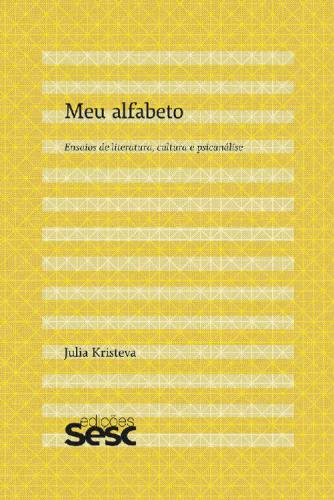 Meu alfabeto
Ensaios de literatura, cultura e psicanálise
Julia Kristeva
edições
Sesc